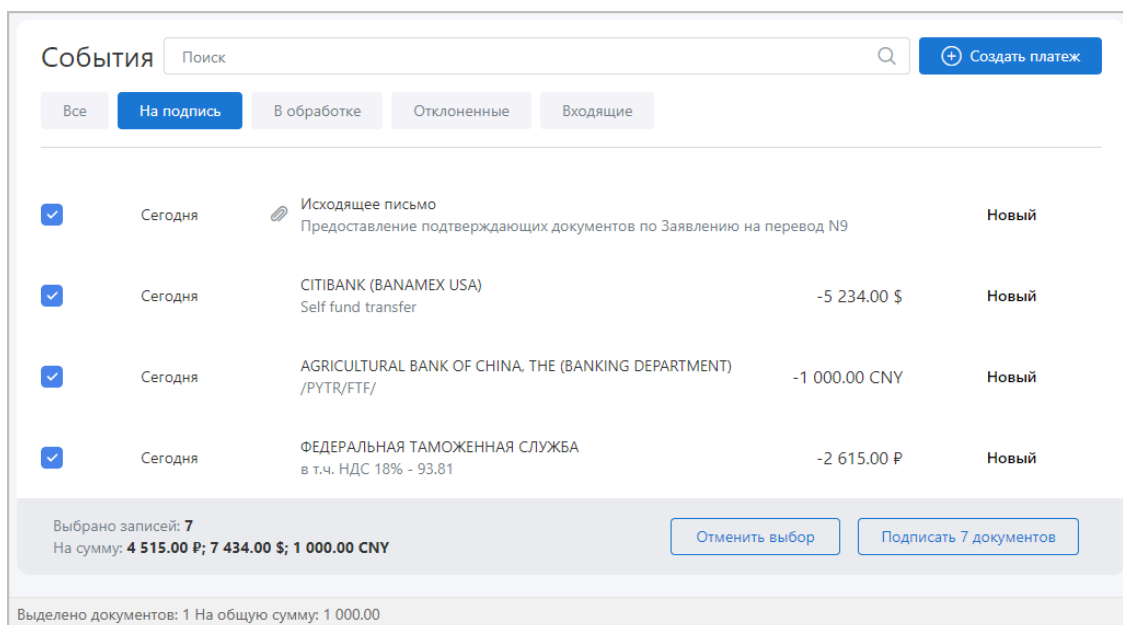 События
Поиск
Создать платеж
Все
На подпись
В обработке
Отклоненные
Входящие
Сегодня
Исходящее письмо
Предоставление подтверждающих документов по Заявлению на перевод N9
Новый
Сегодня
CITIBANK (BANAMEX USA)
Self fund transfer
-5 234.00 $
Новый
Сегодня
AGRICULTURAL BANK OF CHINA, THE (BANKING DEPARTMENT)
/PYTR/FTF/
-1 000.00 CNY
Новый
Сегодня
ФЕДЕРАЛЬНАЯ ТАМОЖЕННАЯ СЛУЖБА
в т.ч. НДС 18% - 93.81
-2 615.00 ₽
Новый
Выбрано записей: 7
На сумму: 4 515.00 ₽; 7 434.00 $; 1 000.00 CNY
Отменить выбор
Подписать 7 документов
Выделено документов: 1 На общую сумму: 1 000.00